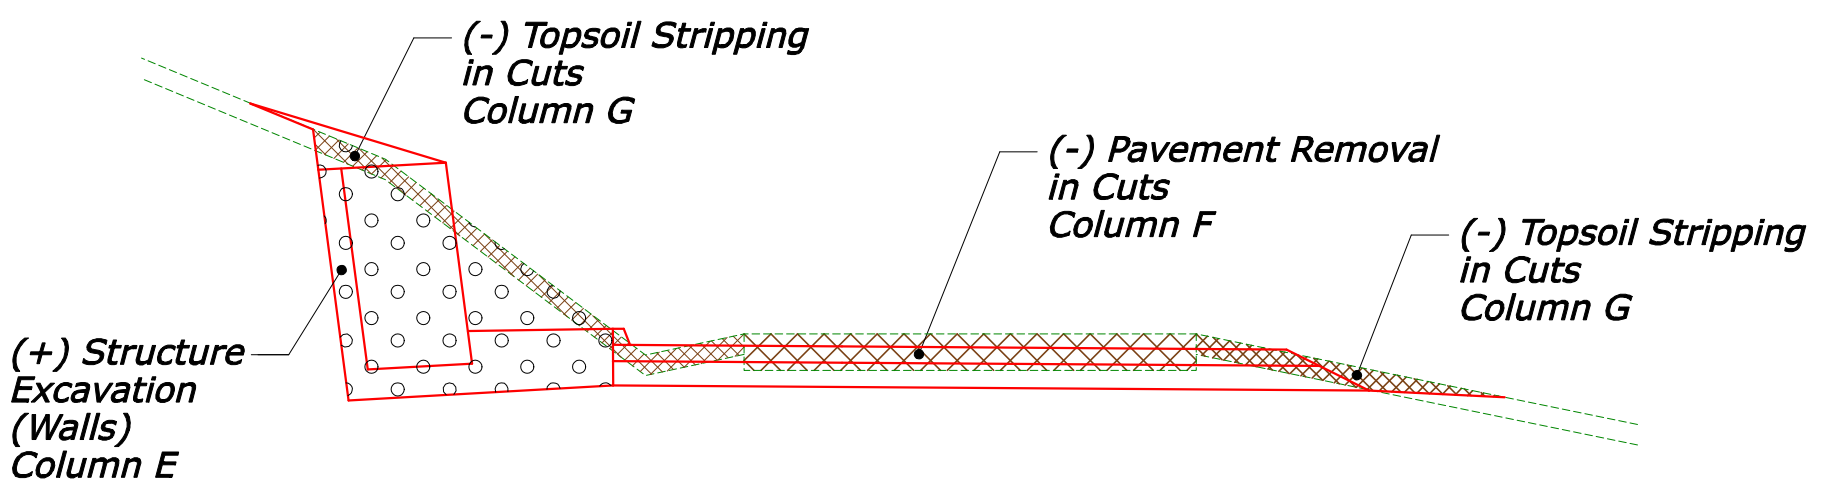 (-) Topsoil Stripping
in Cuts
Column G
(-) Pavement Removal
in Cuts
Column F
(-) Topsoil Stripping
in Cuts
Column G
(+) Structure
Excavation
(Walls)
Column E